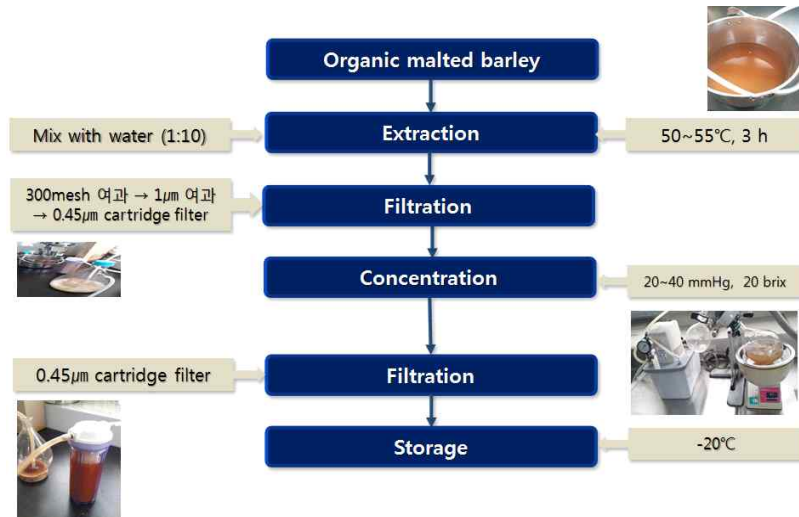 Organic malted barley
Mix with water (1:10)
Extraction
50~55℃, 3 h
300mesh 여과 → 1㎛ 여과
→ 0.45㎛ cartridge filter
Filtration
Concentration
20~40 mmHg, 20 brix
0.45㎛ cartridge filter
Filtration
Storage
-20℃